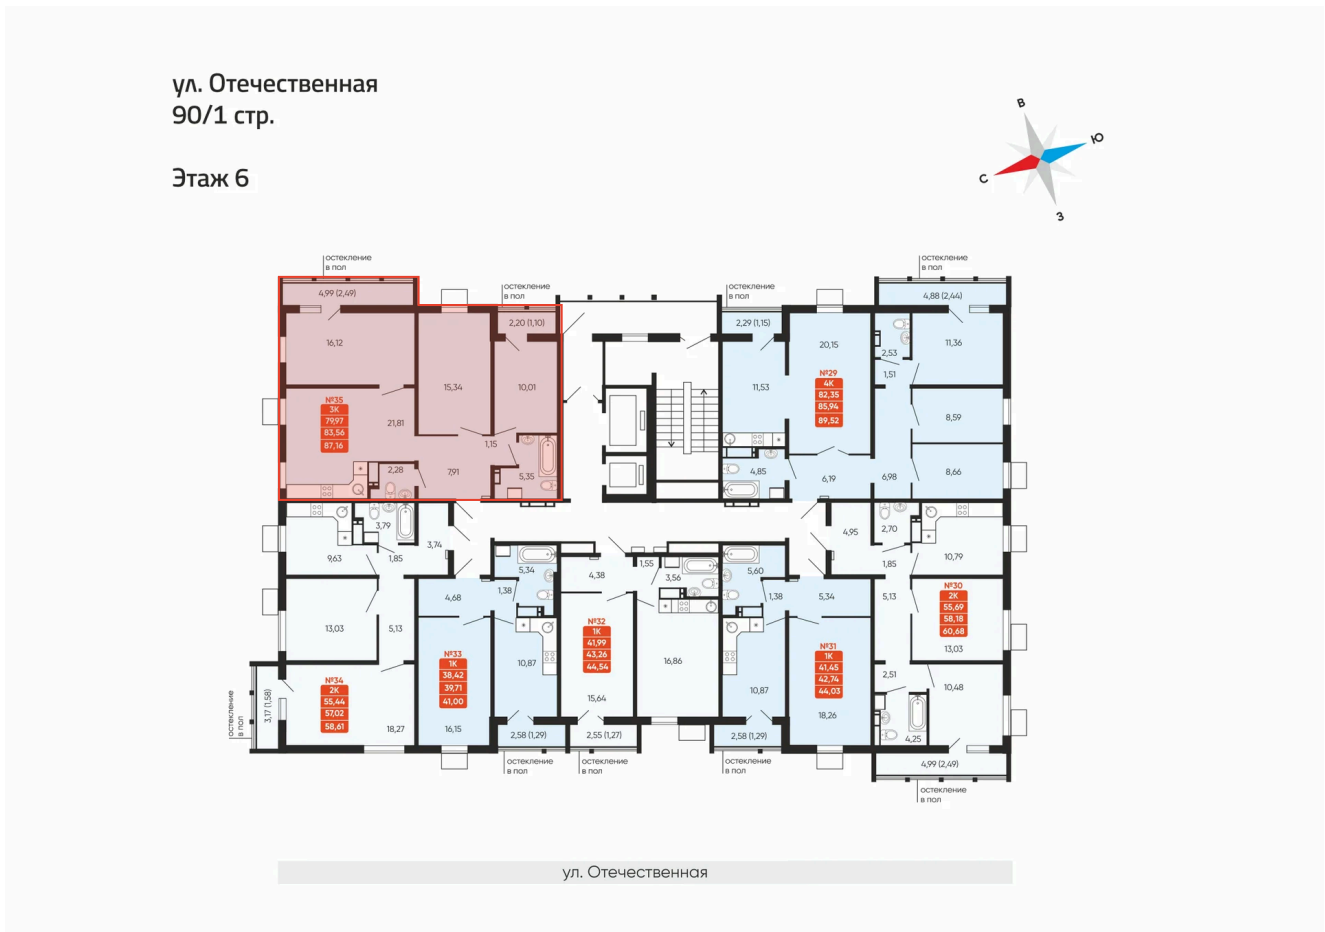 ул. Отечественная
90/1 стр.
Этаж 6
В
Ю
С
З
остекление
в пол
4,99 (2,49)
16,12
15,34
остекление
в пол
2,20 (1,10)
10,01
№35
3К
79,97
83,56
87,16
21,81
1,15
2,28
7,91
5,35
остекление
в пол
2,29 (1,15)
11,53
20,15
№29
4К
82,35
85,94
89,52
4,85
6,19
остекление
в пол
4,88 (2,44)
2,53
1,51
11,36
8,59
6,98
8,66
3,79
3,74
9,63
1,85
13,03
5,13
№34
2К
55,44
57,02
58,61
18,27
остекление
в пол
3,17 (1,58)
5,34
1,38
4,68
№33
1К
38,42
39,71
41,00
16,15
10,87
2,58 (1,29)
остекление
в пол
4,38
1,55
3,56
№32
1К
41,99
43,26
44,54
15,64
16,86
2,55 (1,27)
остекление
в пол
5,60
1,38
5,34
10,87
№31
1К
41,45
42,74
44,03
18,26
2,58 (1,29)
остекление
в пол
4,95
2,70
1,85
10,79
5,13
№30
2К
55,69
58,18
60,68
13,03
2,51
10,48
4,25
4,99 (2,49)
остекление
в пол
ул. Отечественная